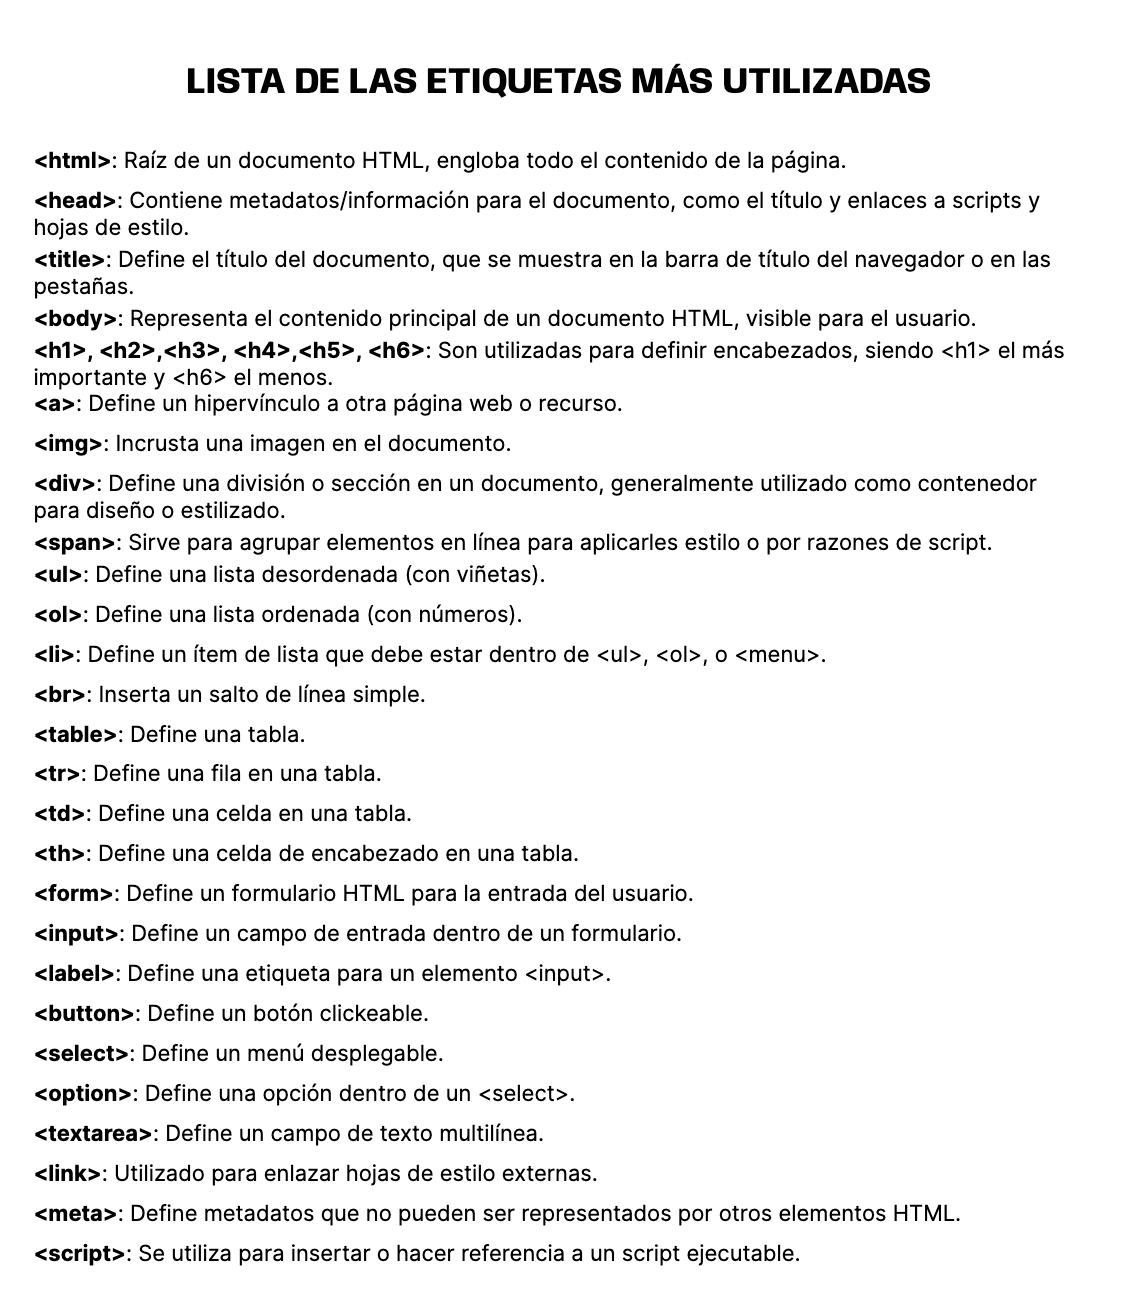 LISTA DE LAS ETIQUETAS MÁS UTILIZADAS
<html>: Raíz de un documento HTML, engloba todo el contenido de la página.
<head>: Contiene metadatos/información para el documento, como el título y enlaces a scripts y
hojas de estilo.
<title>: Define el título del documento, que se muestra en la barra de título del navegador o en las
pestañas.
<body>: Representa el contenido principal de un documento HTML, visible para el usuario.
<h1>, <h2>,<h3>, <h4>,<h5>, <h6>: Son utilizadas para definir encabezados, siendo <h1> el más
importante y <h6> el menos.
<a>: Define un hipervínculo a otra página web o recurso.
<img>: Incrusta una imagen en el documento.
<div>: Define una división o sección en un documento, generalmente utilizado como contenedor
para diseño o estilizado.
<span>: Sirve para agrupar elementos en línea para aplicarles estilo o por razones de script.
<ul>: Define una lista desordenada (con viñetas).
<ol>: Define una lista ordenada (con números).
<li>: Define un ítem de lista que debe estar dentro de <ul>, <ol>, o <menu>.
<br>: Inserta un salto de línea simple.
<table>: Define una tabla.
<tr>: Define una fila en una tabla.
<td>: Define una celda en una tabla.
<th>: Define una celda de encabezado en una tabla.
<form>: Define un formulario HTML para la entrada del usuario.
<input>: Define un campo de entrada dentro de un formulario.
<label>: Define una etiqueta para un elemento <input>.
<button>: Define un botón clickeable.
<select>: Define un menú desplegable.
<option>: Define una opción dentro de un <select>.
<textarea>: Define un campo de texto multilínea.
<link>: Utilizado para enlazar hojas de estilo externas.
<meta>: Define metadatos que no pueden ser representados por otros elementos HTML.
<script>: Se utiliza para insertar o hacer referencia a un script ejecutable.